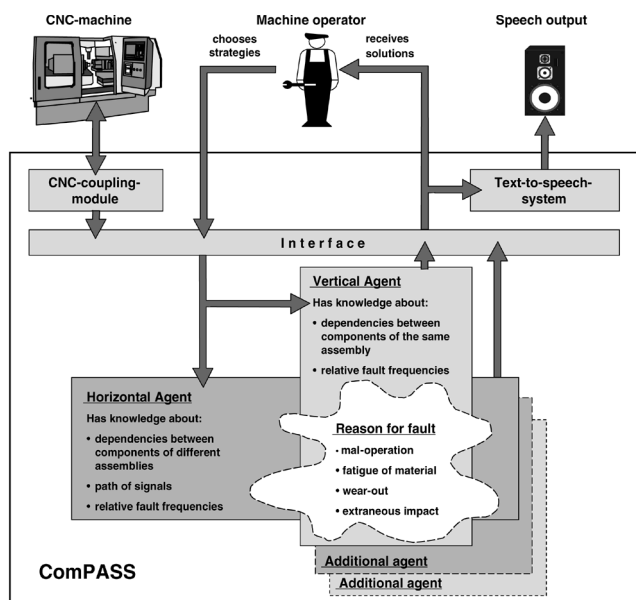 CNC-machine
Machine operator
Speech output
chooses
strategies
receives
solutions
CNC-coupling-
module
Text-to-speech-
system
Interface
Vertical Agent
Has knowledge about:
• dependencies between
components of the same
assembly
• relative fault frequencies
Horizontal Agent
Has knowledge about:
• dependencies between
components of different
assemblies
• path of signals
• relative fault frequencies
Reason for fault
• mal-operation
• fatigue of material
• wear-out
• extraneous impact
Additional agent
Additional agent
ComPASS